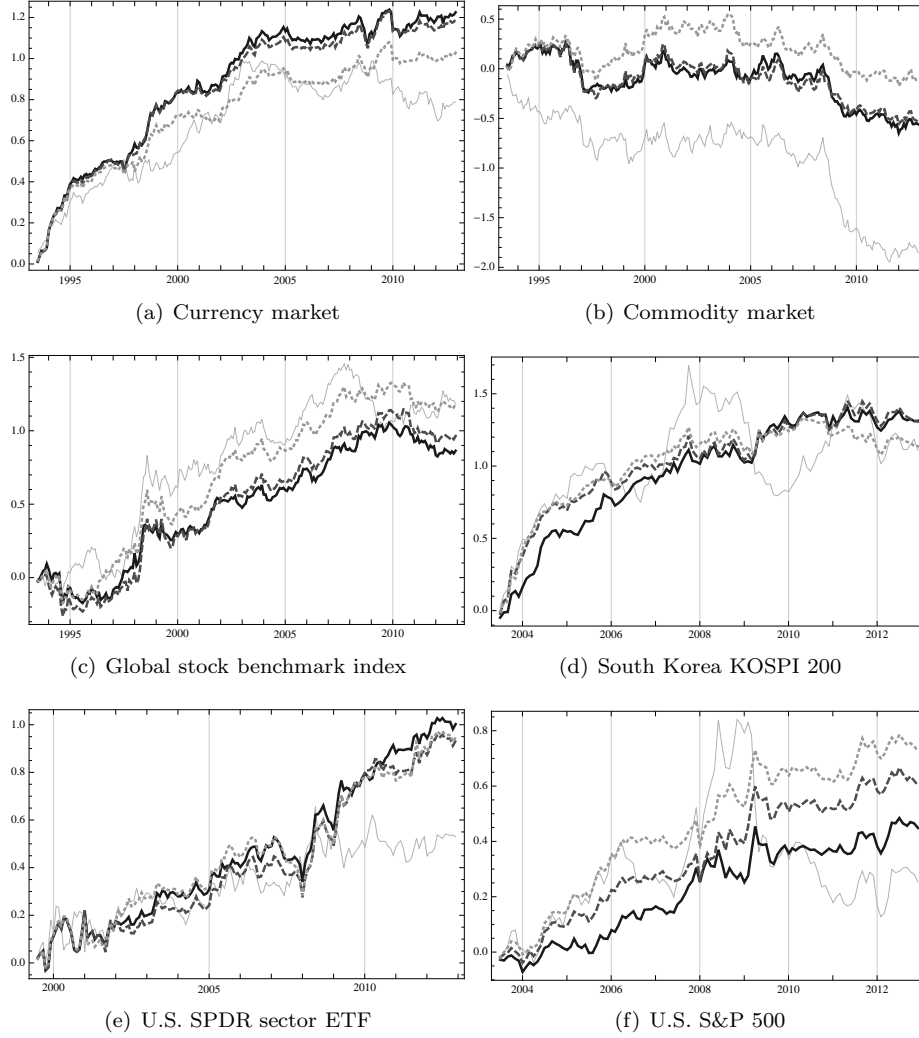 1.2
1.0
0.8
0.6
0.4
0.2
0.0
1995 2000 2005 2010
(a) Currency market
0.5
0.0
−0.5
−1.0
−1.5
−2.0
1995 2000 2005 2010
(b) Commodity market
1.5
1.0
0.5
0.0
1995 2000 2005 2010
(c) Global stock benchmark index
1.5
1.0
0.5
0.0
2004 2006 2008 2010 2012
(d) South Korea KOSPI 200
1.0
0.8
0.6
0.4
0.2
0.0
2000 2005 2010
(e) U.S. SPDR sector ETF
0.8
0.6
0.4
0.2
0.0
2004 2006 2008 2010 2012
(f) U.S. S&P 500